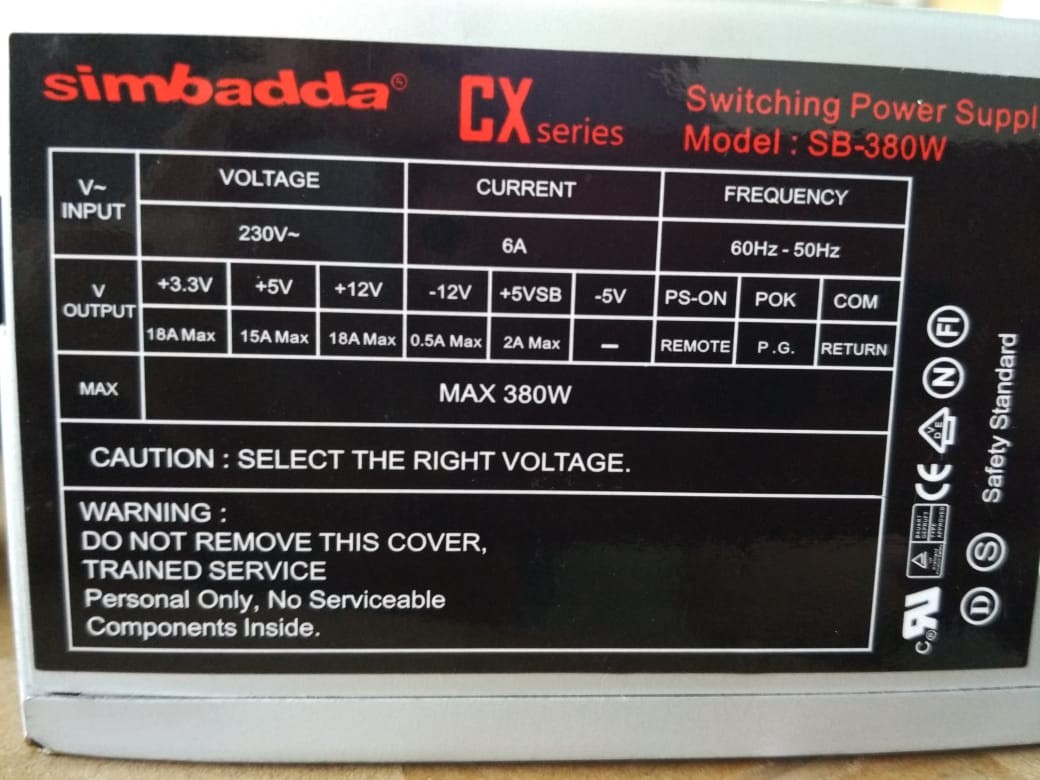 simbadda
CX series
Switching Power Suppl
Model : SB-380W
V~ INPUT
VOLTAGE
CURRENT
FREQUENCY
230V~
6A
60Hz - 50Hz
V OUTPUT
+3.3V +5V +12V -12V +5VSB -5V PS-ON POK COM
18A Max 15A Max 18A Max 0.5A Max 2A Max – REMOTE P.G. RETURN
MAX
MAX 380W
CAUTION : SELECT THE RIGHT VOLTAGE.
WARNING :
DO NOT REMOVE THIS COVER,
TRAINED SERVICE
Personal Only, No Serviceable
Components Inside.
FI
N
VDE
CE
D
S
Safety Standard